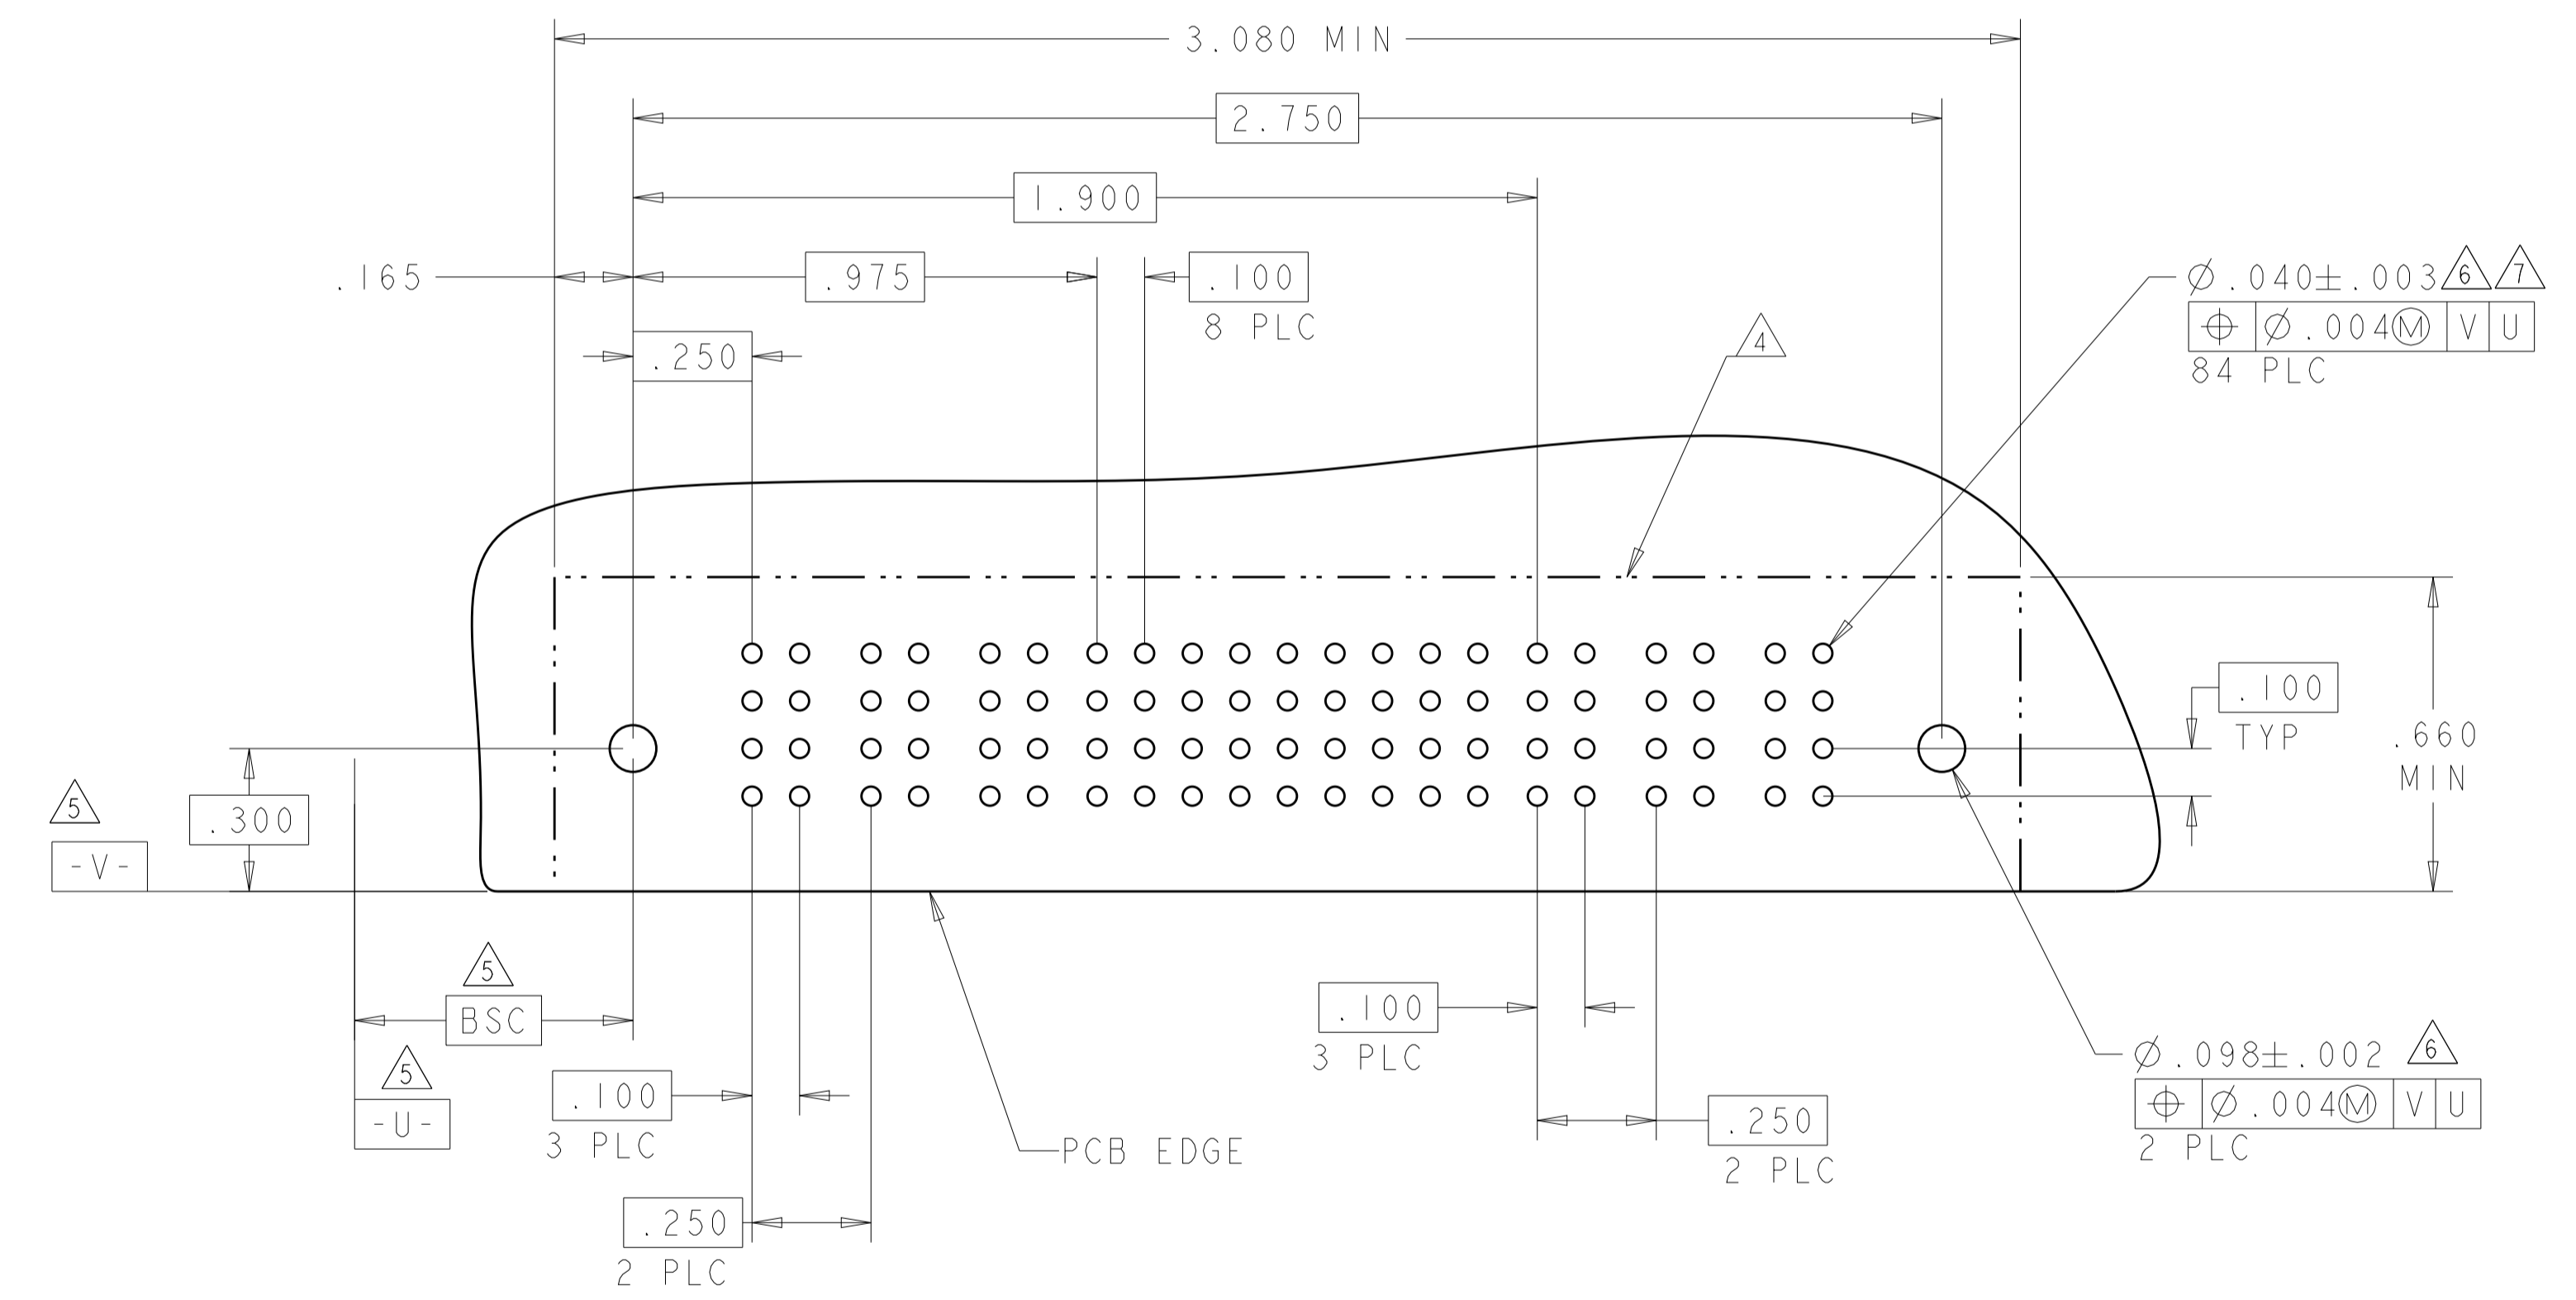 3.080 MIN
2.750
1.900
.165
.975
.100
8 PLC
.250
4
Ø.040±.003 6 7
⌖ Ø.004Ⓜ V U
84 PLC
.100
TYP
.660
MIN
5
.300
-V-
5
BSC
5
-U-
.100
3 PLC
.250
2 PLC
PCB EDGE
.100
3 PLC
.250
2 PLC
Ø.098±.002 6
⌖ Ø.004Ⓜ V U
2 PLC